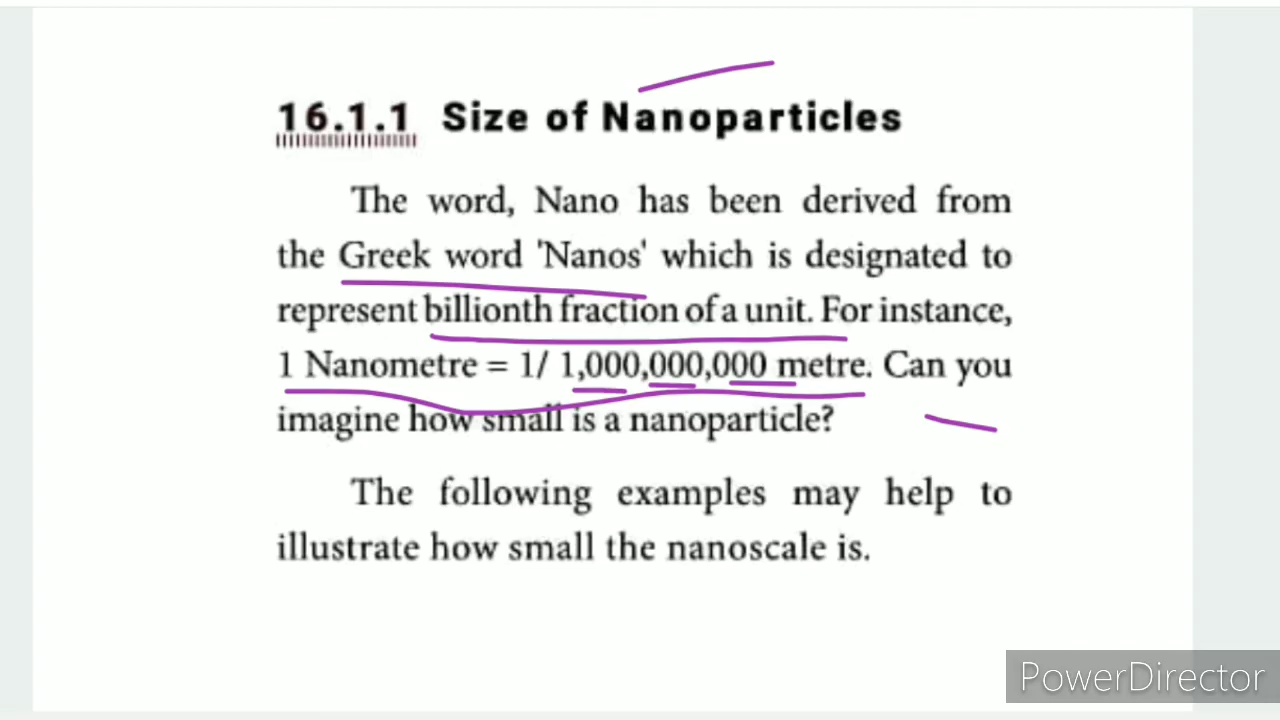 16.1.1 Size of Nanoparticles
The word, Nano has been derived from
the Greek word 'Nanos' which is designated to
represent billionth fraction of a unit. For instance,
1 Nanometre = 1/ 1,000,000,000 metre. Can you
imagine how small is a nanoparticle?
The following examples may help to
illustrate how small the nanoscale is.
PowerDirector